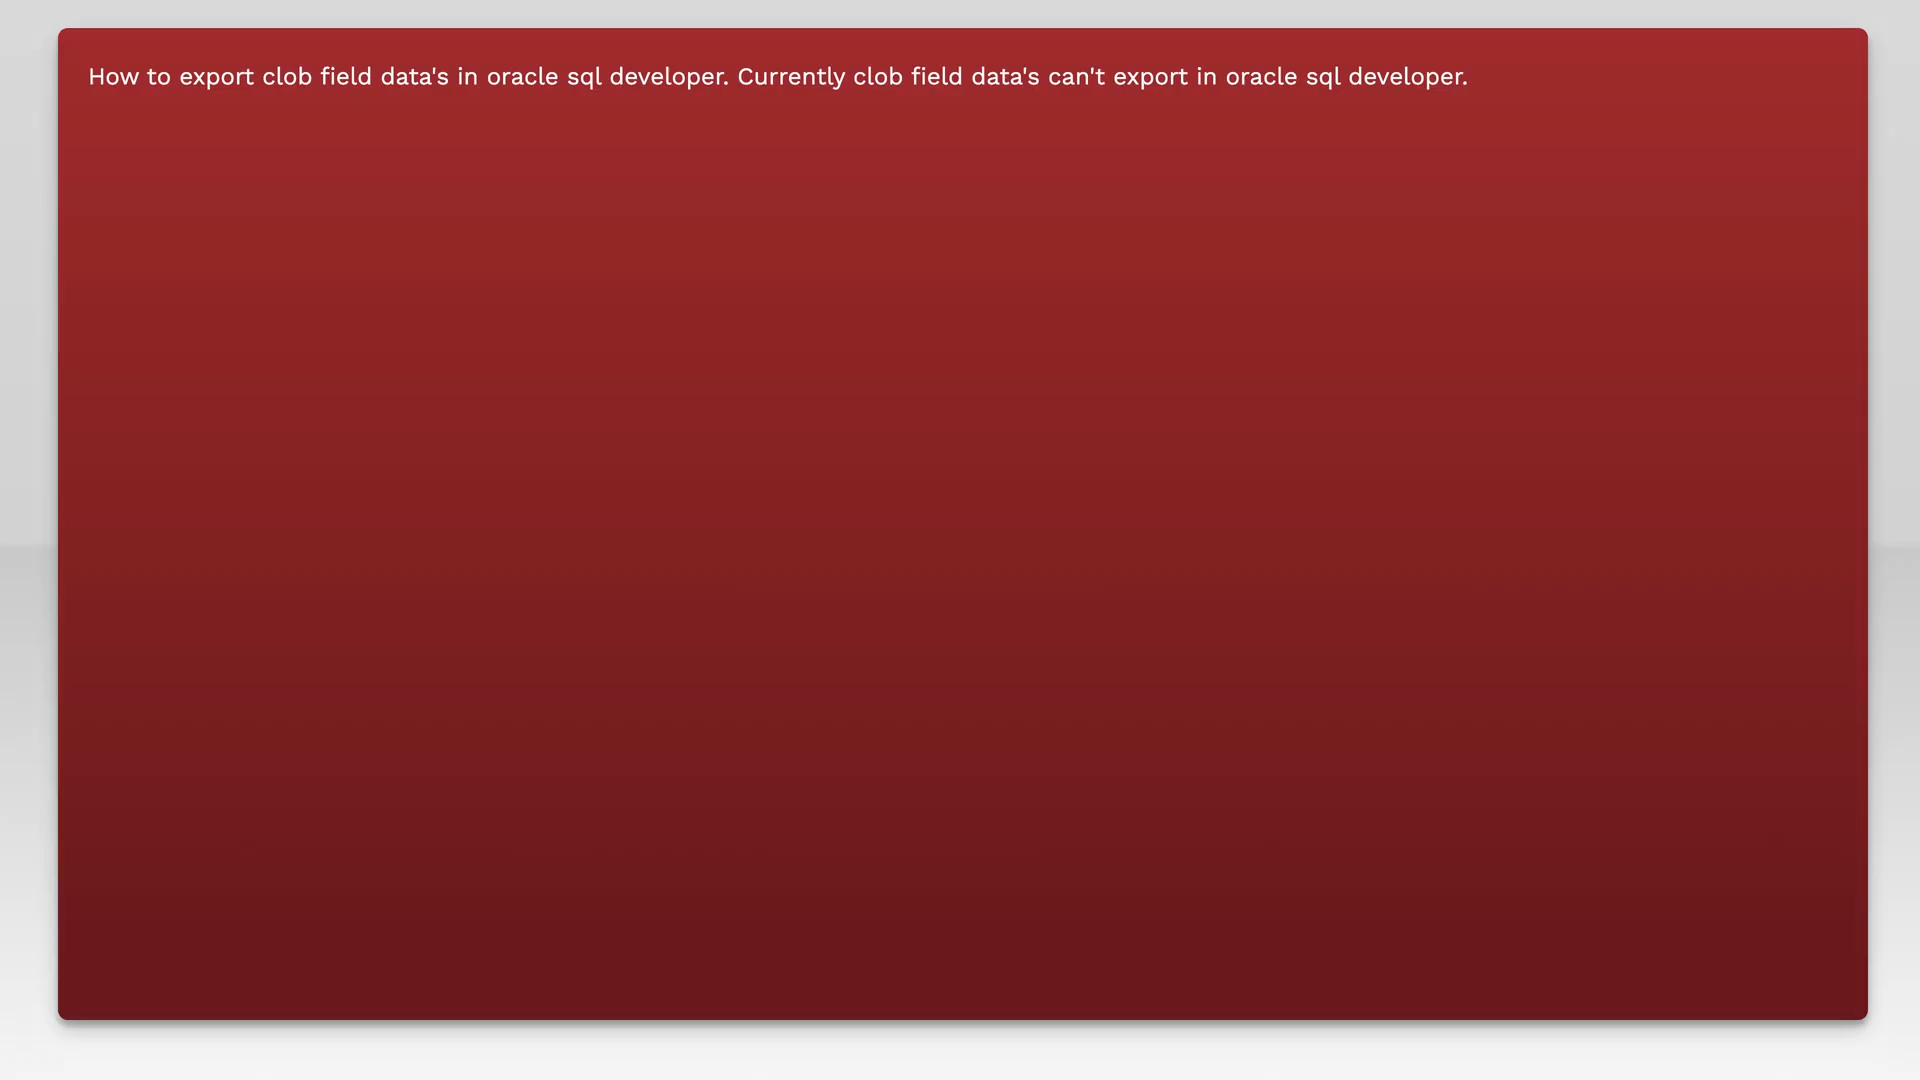 How to export clob field data's in oracle sql developer. Currently clob field data's can't export in oracle sql developer.